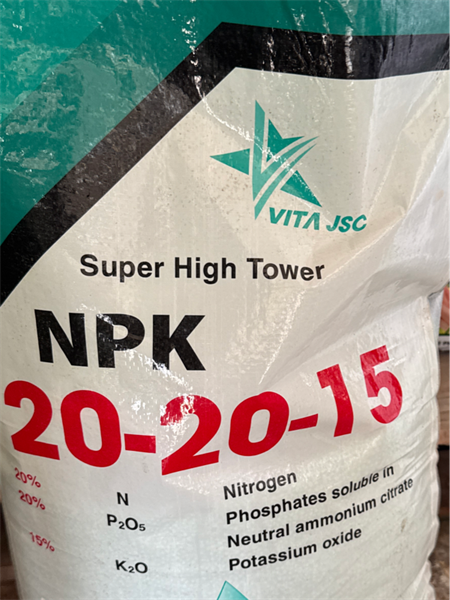 VITA JSC
Super High Tower
NPK
20-20-15
20% N Nitrogen
20% P₂O₅ Phosphates soluble in
Neutral ammonium citrate
15% K₂O Potassium oxide